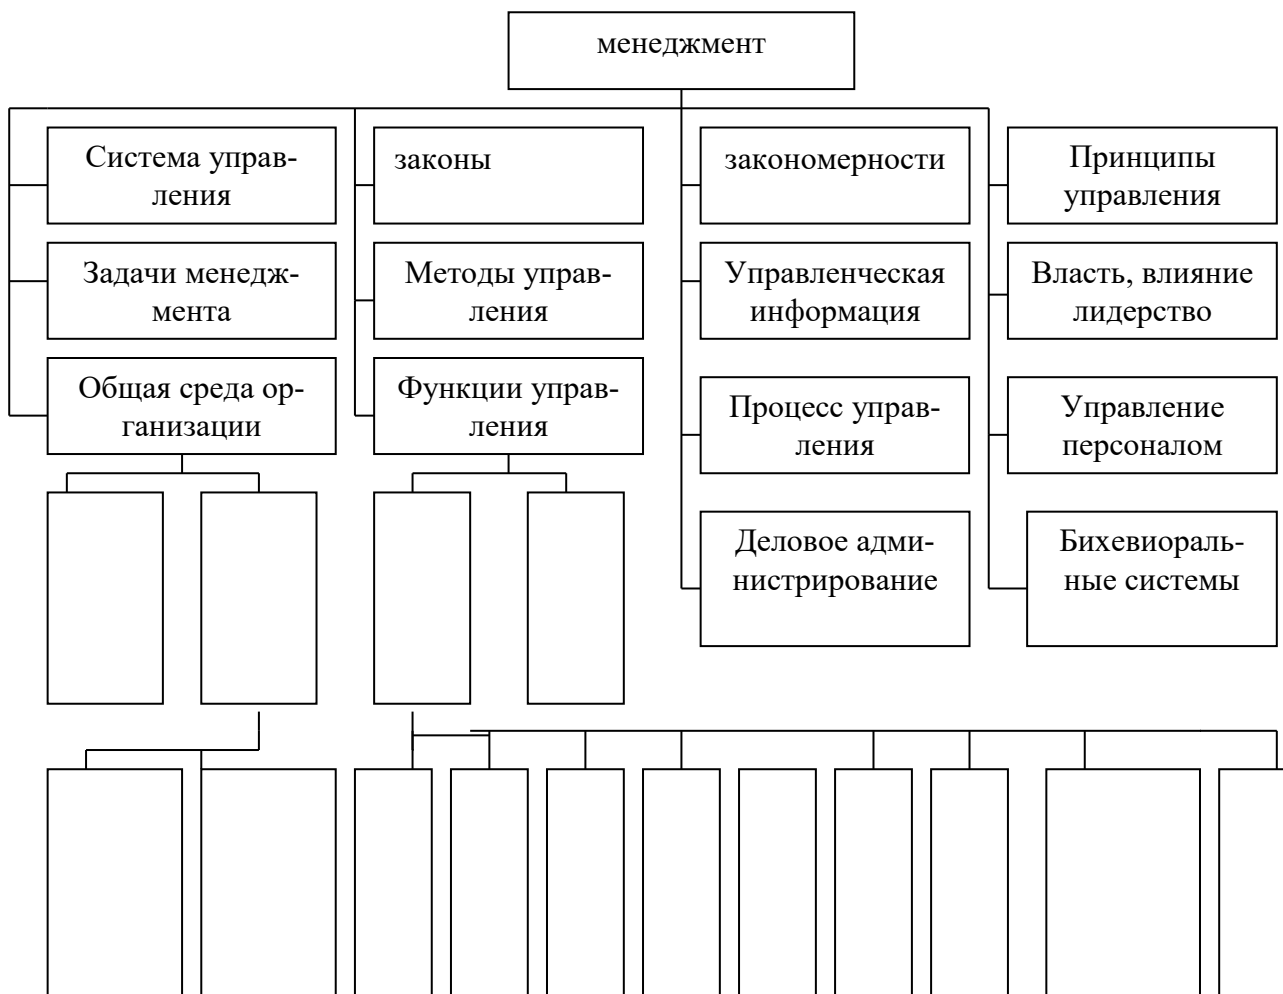 менеджмент
Система управ-
ления
законы
закономерности
Принципы
управления
Задачи менедж-
мента
Методы управ-
ления
Управленческая
информация
Власть, влияние
лидерство
Общая среда ор-
ганизации
Функции управ-
ления
Процесс управ-
ления
Управление
персоналом
Деловое адми-
нистрирование
Бихевиораль-
ные системы